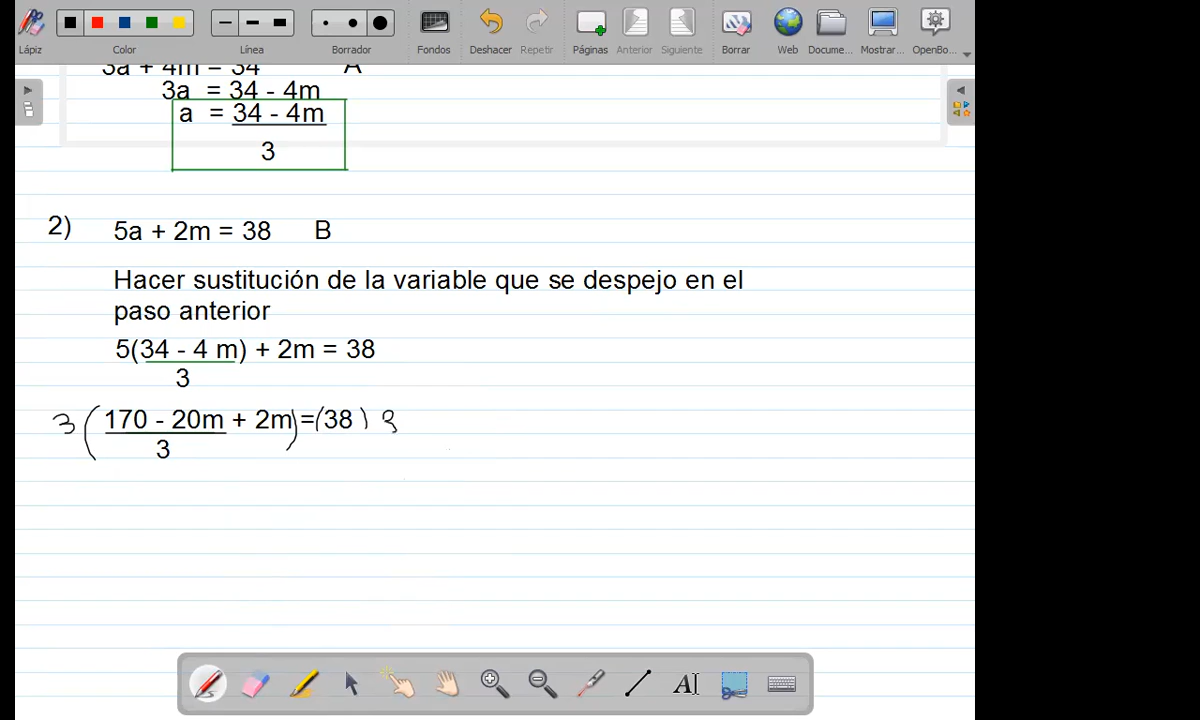 Lápiz Color Línea Borrador Fondos Deshacer Repetir Páginas Anterior Siguiente Borrar Web Docume... Mostrar... OpenBo...
3a + 4m = 34 A
3a = 34 - 4m
a = 34 - 4m
3
2) 5a + 2m = 38 B
Hacer sustitución de la variable que se despejo en el
paso anterior
5(34 - 4 m) + 2m = 38
3
3 ( 170 - 20m + 2m ) = (38) 3
3